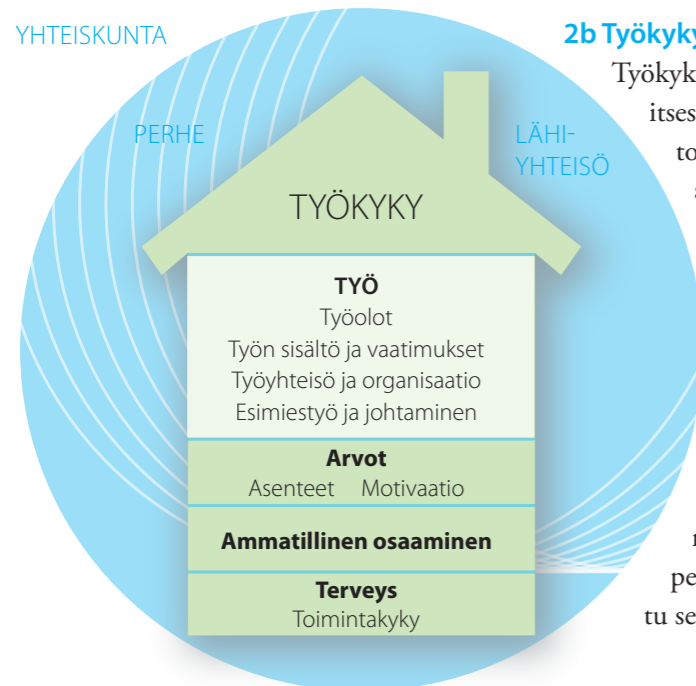 YHTEISKUNTA
PERHE
LÄHI-
YHTEISÖ
TYÖKYKY
TYÖ
Työolot
Työn sisältö ja vaatimukset
Työyhteisö ja organisaatio
Esimiestyö ja johtaminen
Arvot
Asenteet Motivaatio
Ammatillinen osaaminen
Terveys
Toimintakyky
2b Työkyky
Työkyk
itses
to
pe
tu se